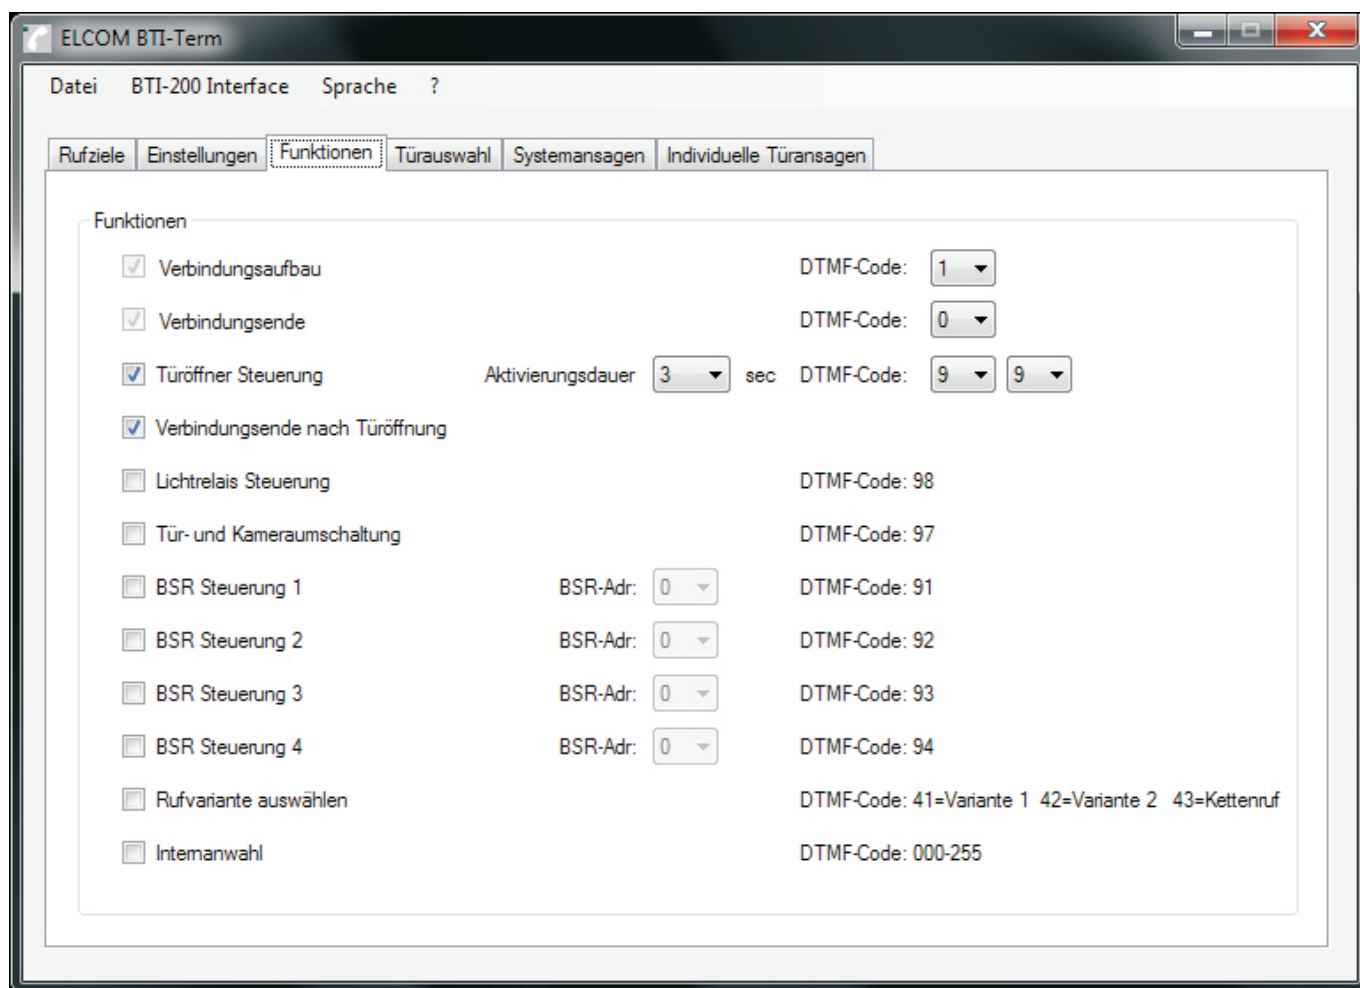 ELCOM BTI-Term
Datei BTI-200 Interface Sprache ?
Rufziele Einstellungen Funktionen Türauswahl Systemansagen Individuelle Türansagen
Funktionen
Verbindungsaufbau DTMF-Code: 1
Verbindungsende DTMF-Code: 0
Türöffner Steuerung Aktivierungsdauer 3 sec DTMF-Code: 9 9
Verbindungsende nach Türöffnung
Lichtrelais Steuerung DTMF-Code: 98
Tür- und Kameraumschaltung DTMF-Code: 97
BSR Steuerung 1 BSR-Adr: 0 DTMF-Code: 91
BSR Steuerung 2 BSR-Adr: 0 DTMF-Code: 92
BSR Steuerung 3 BSR-Adr: 0 DTMF-Code: 93
BSR Steuerung 4 BSR-Adr: 0 DTMF-Code: 94
Rufvariante auswählen DTMF-Code: 41=Variante 1 42=Variante 2 43=Kettenruf
Internanwahl DTMF-Code: 000-255